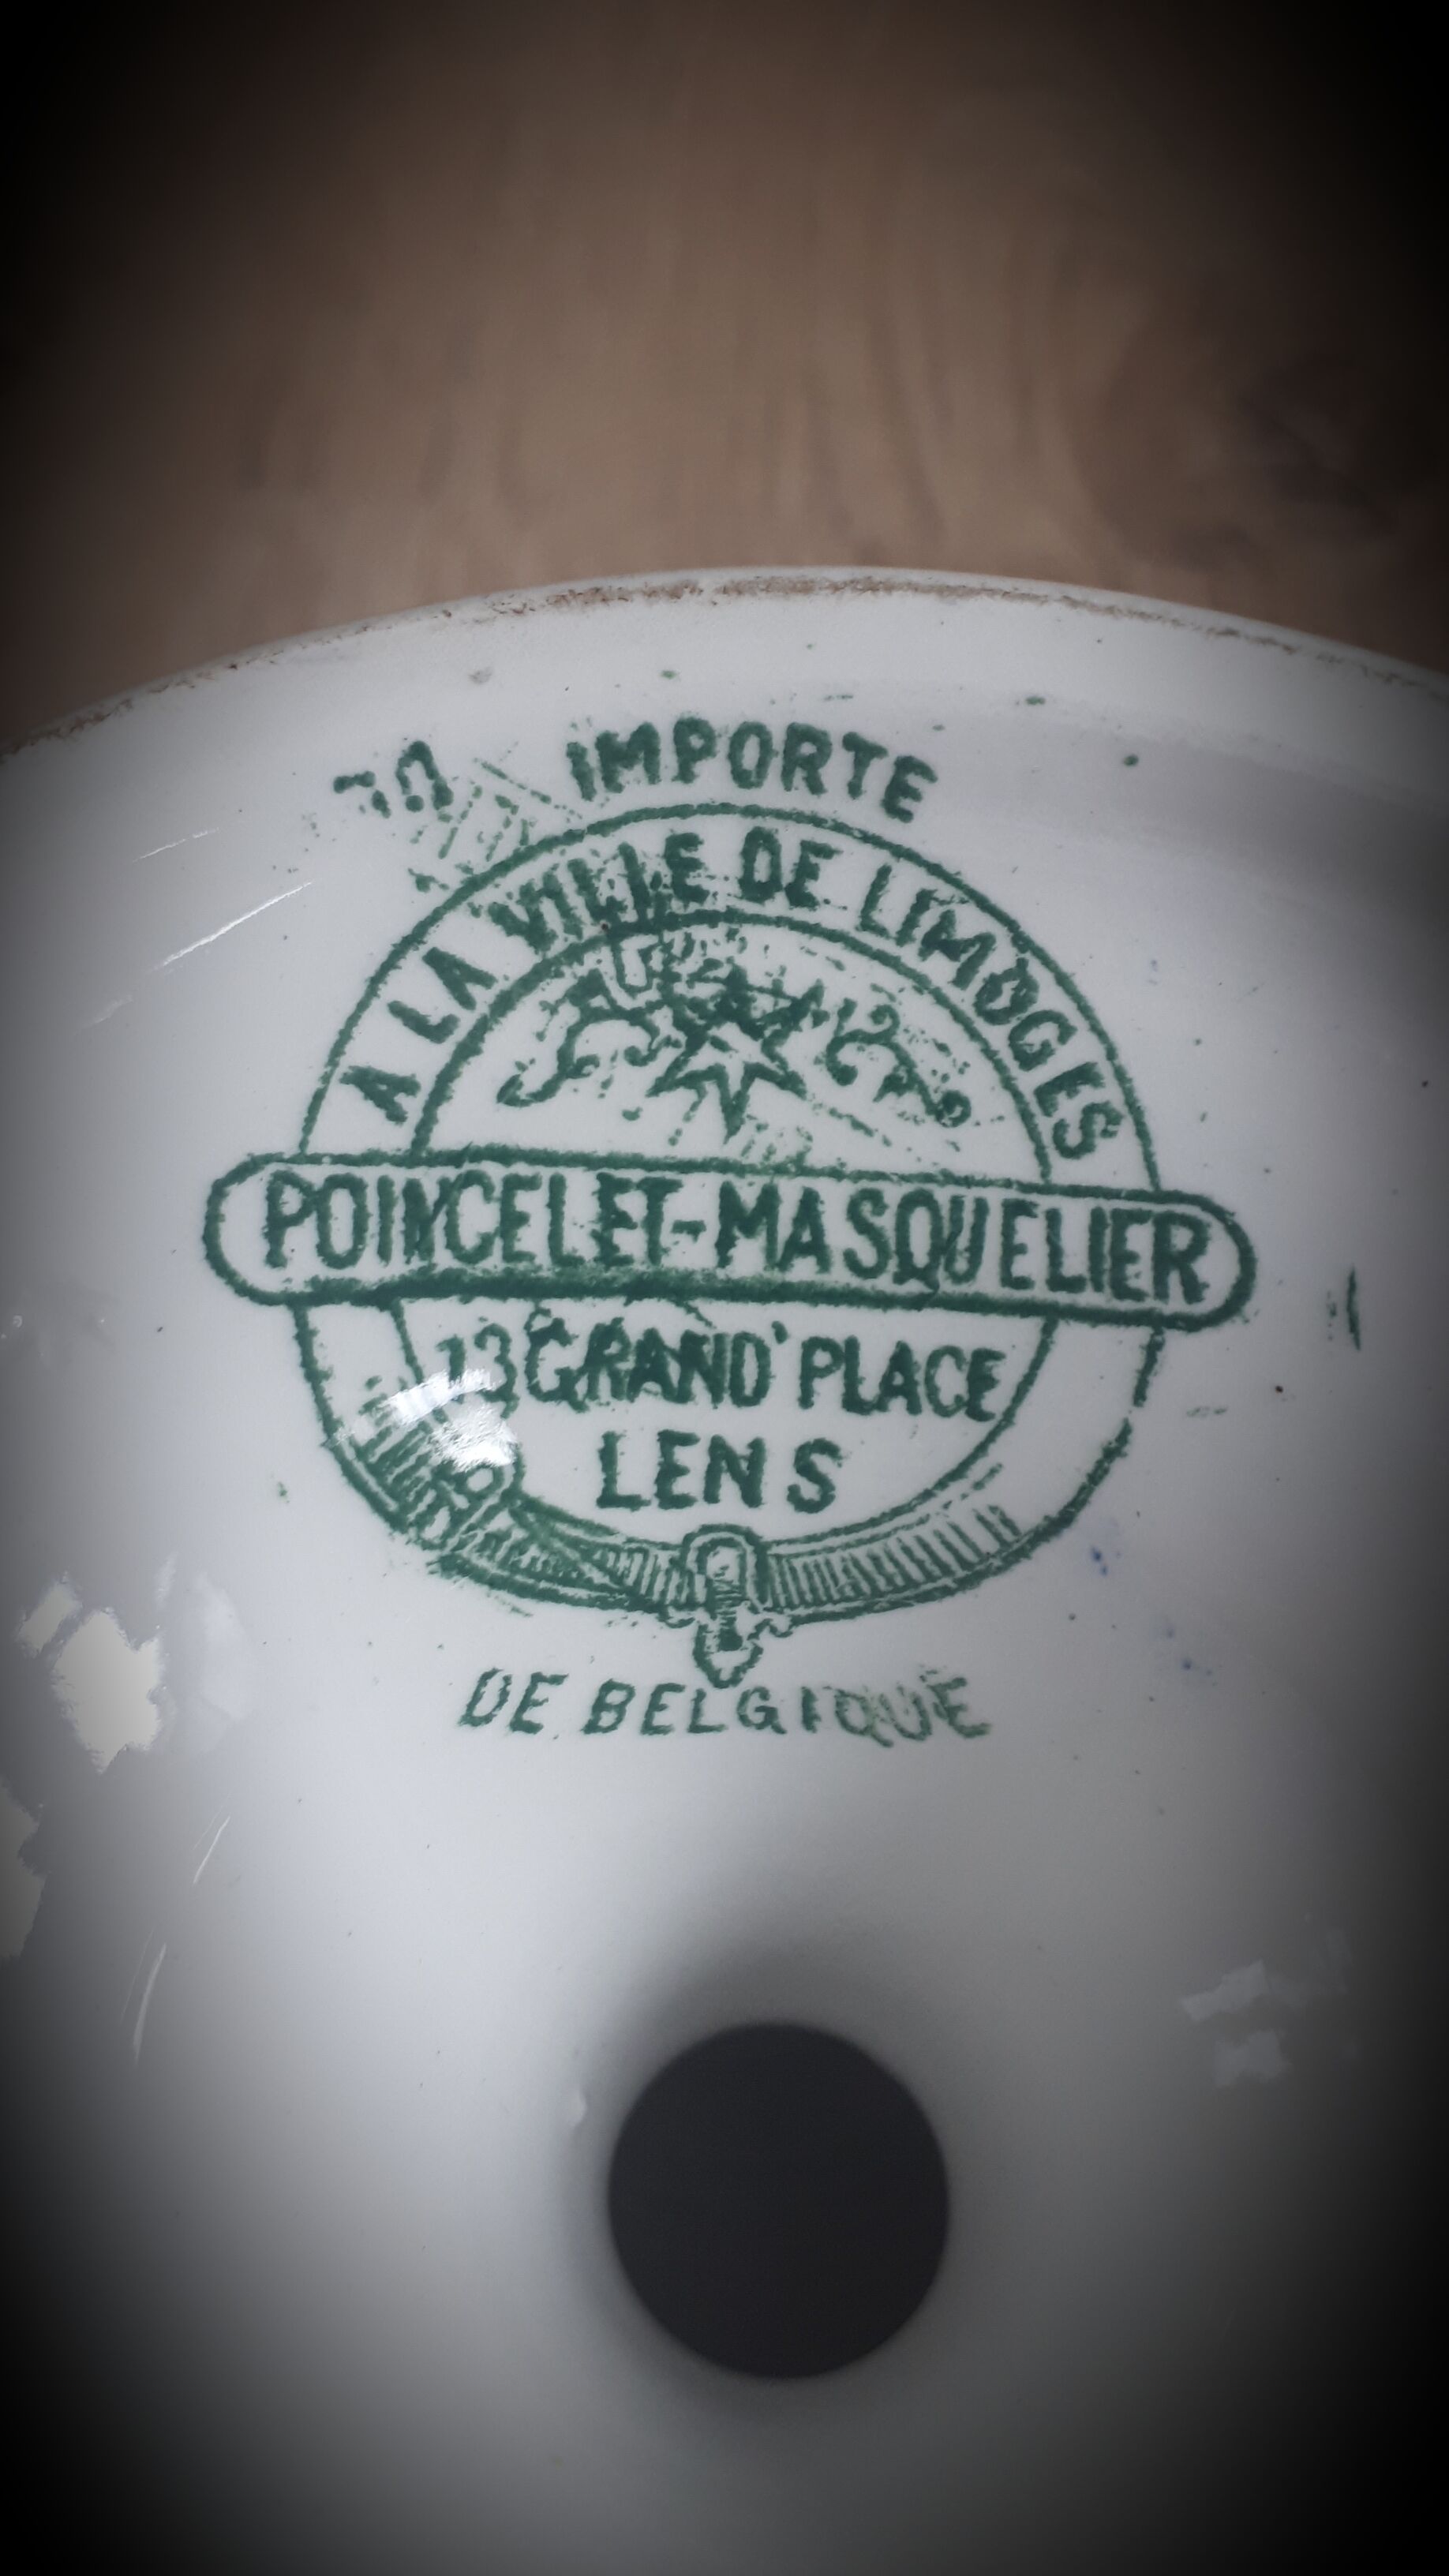 IMPORTE
A LA VILLE DE LIMOGES
POINCELET-MASQUELIER
13 GRAND' PLACE
LENS
DE BELGIQUE